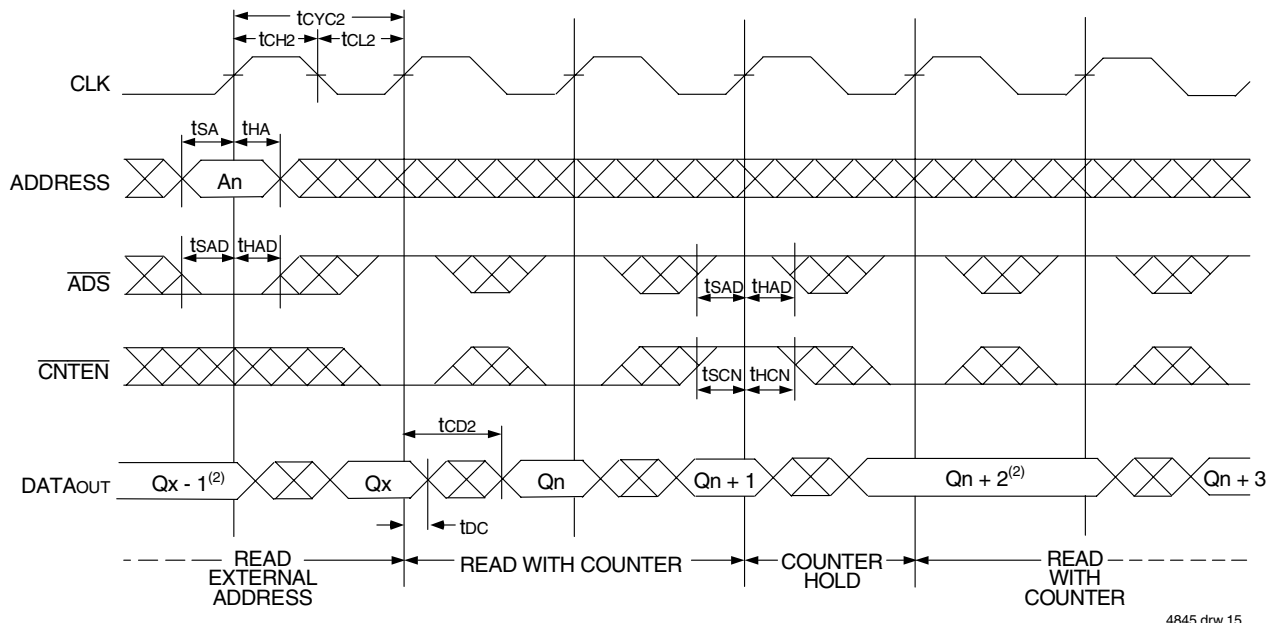 tCYC2
tCH2 tCL2
CLK
tSA tHA
ADDRESS An
tSAD tHAD
ADS
tSAD tHAD
CNTEN
tSCN tHCN
tCD2
DATAOUT Qx - 1(2) Qx Qn Qn + 1 Qn + 2(2) Qn + 3
tDC
READ EXTERNAL ADDRESS
READ WITH COUNTER
COUNTER HOLD
READ WITH COUNTER
4845 drw 15